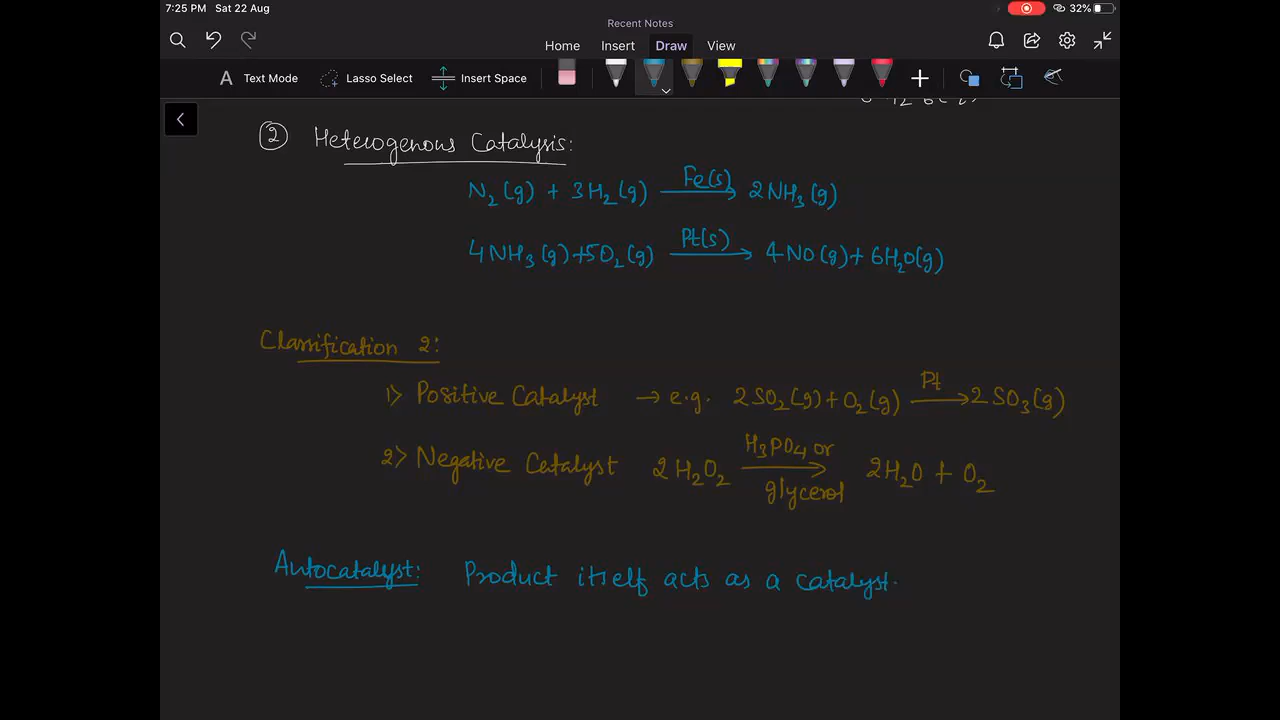 7:25 PM Sat 22 Aug
32%
Recent Notes
Home Insert Draw View
A Text Mode Lasso Select Insert Space
② Heterogenous Catalysis:
N₂(g) + 3H₂(g) Fe(s)→ 2NH₃(g)
4NH₃(g)+5O₂(g) Pt(s)→ 4NO(g)+6H₂O(g)
Classification 2:
1> Positive Catalyst → e.g. 2SO₂(g)+O₂(g) Pt→ 2SO₃(g)
2> Negative Catalyst 2H₂O₂ H₃PO₄ or glycerol→ 2H₂O + O₂
Autocatalyst: Product itself acts as a catalyst.